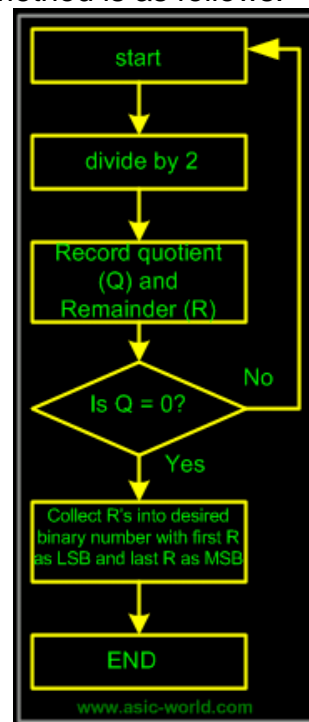 method is as follows:
start
divide by 2
Record quotient
(Q) and
Remainder (R)
Is Q = 0?
No
Yes
Collect R's into desired
binary number with first R
as LSB and last R as MSB
END
www.asic-world.com